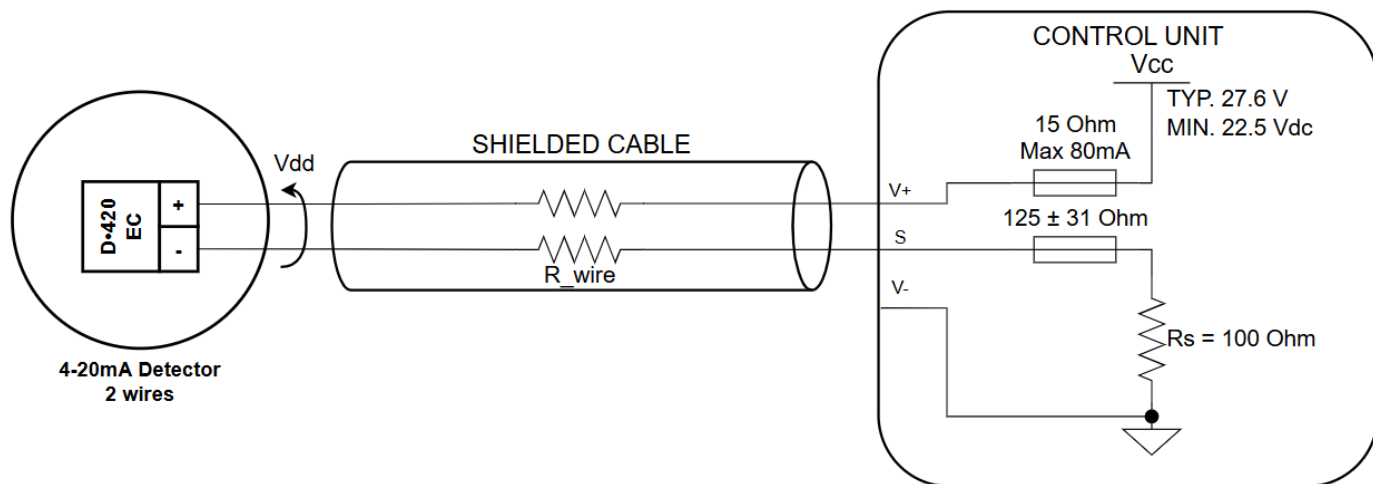 CONTROL UNIT
Vcc
TYP. 27.6 V
MIN. 22.5 Vdc
15 Ohm
Max 80mA
SHIELDED CABLE
Vdd
V+
125 ± 31 Ohm
D•420
EC
+
-
S
R_wire
V-
Rs = 100 Ohm
4-20mA Detector
2 wires